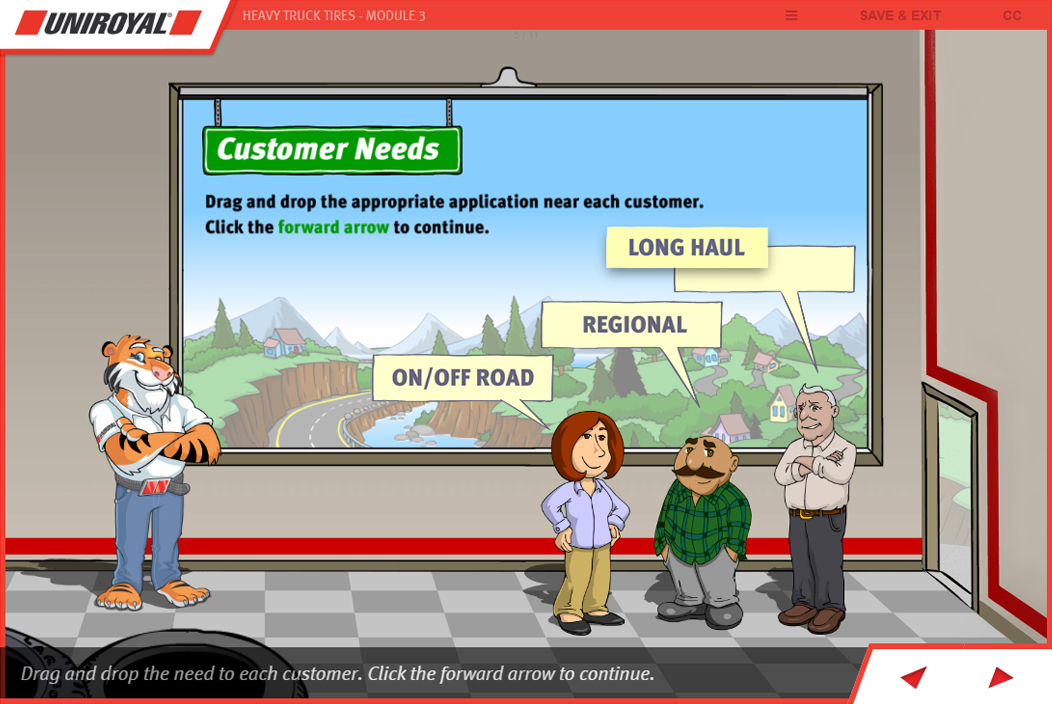 UNIROYAL
HEAVY TRUCK TIRES - MODULE 3
SAVE & EXIT
CC
Customer Needs
Drag and drop the appropriate application near each customer.
Click the forward arrow to continue.
LONG HAUL
REGIONAL
ON/OFF ROAD
Drag and drop the need to each customer. Click the forward arrow to continue.